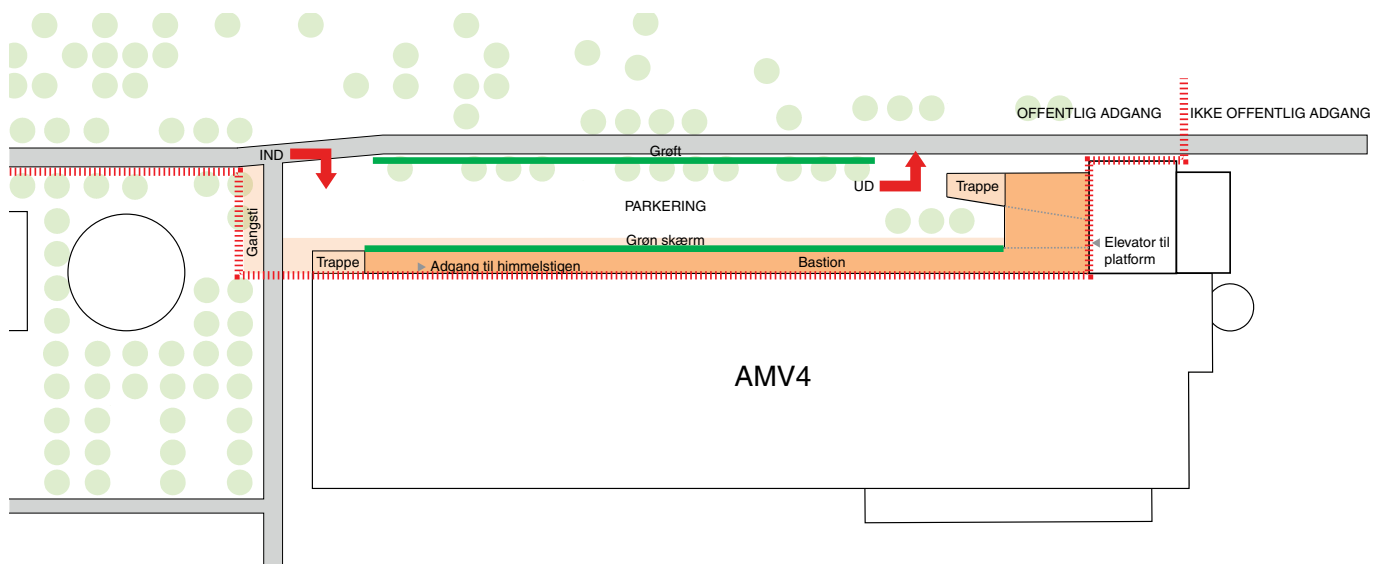 OFFENTLIG ADGANG
IKKE OFFENTLIG ADGANG
IND
Grøft
UD
Trappe
PARKERING
Gangsti
Grøn skærm
Elevator til
platform
Trappe
Adgang til himmelstigen
Bastion
AMV4